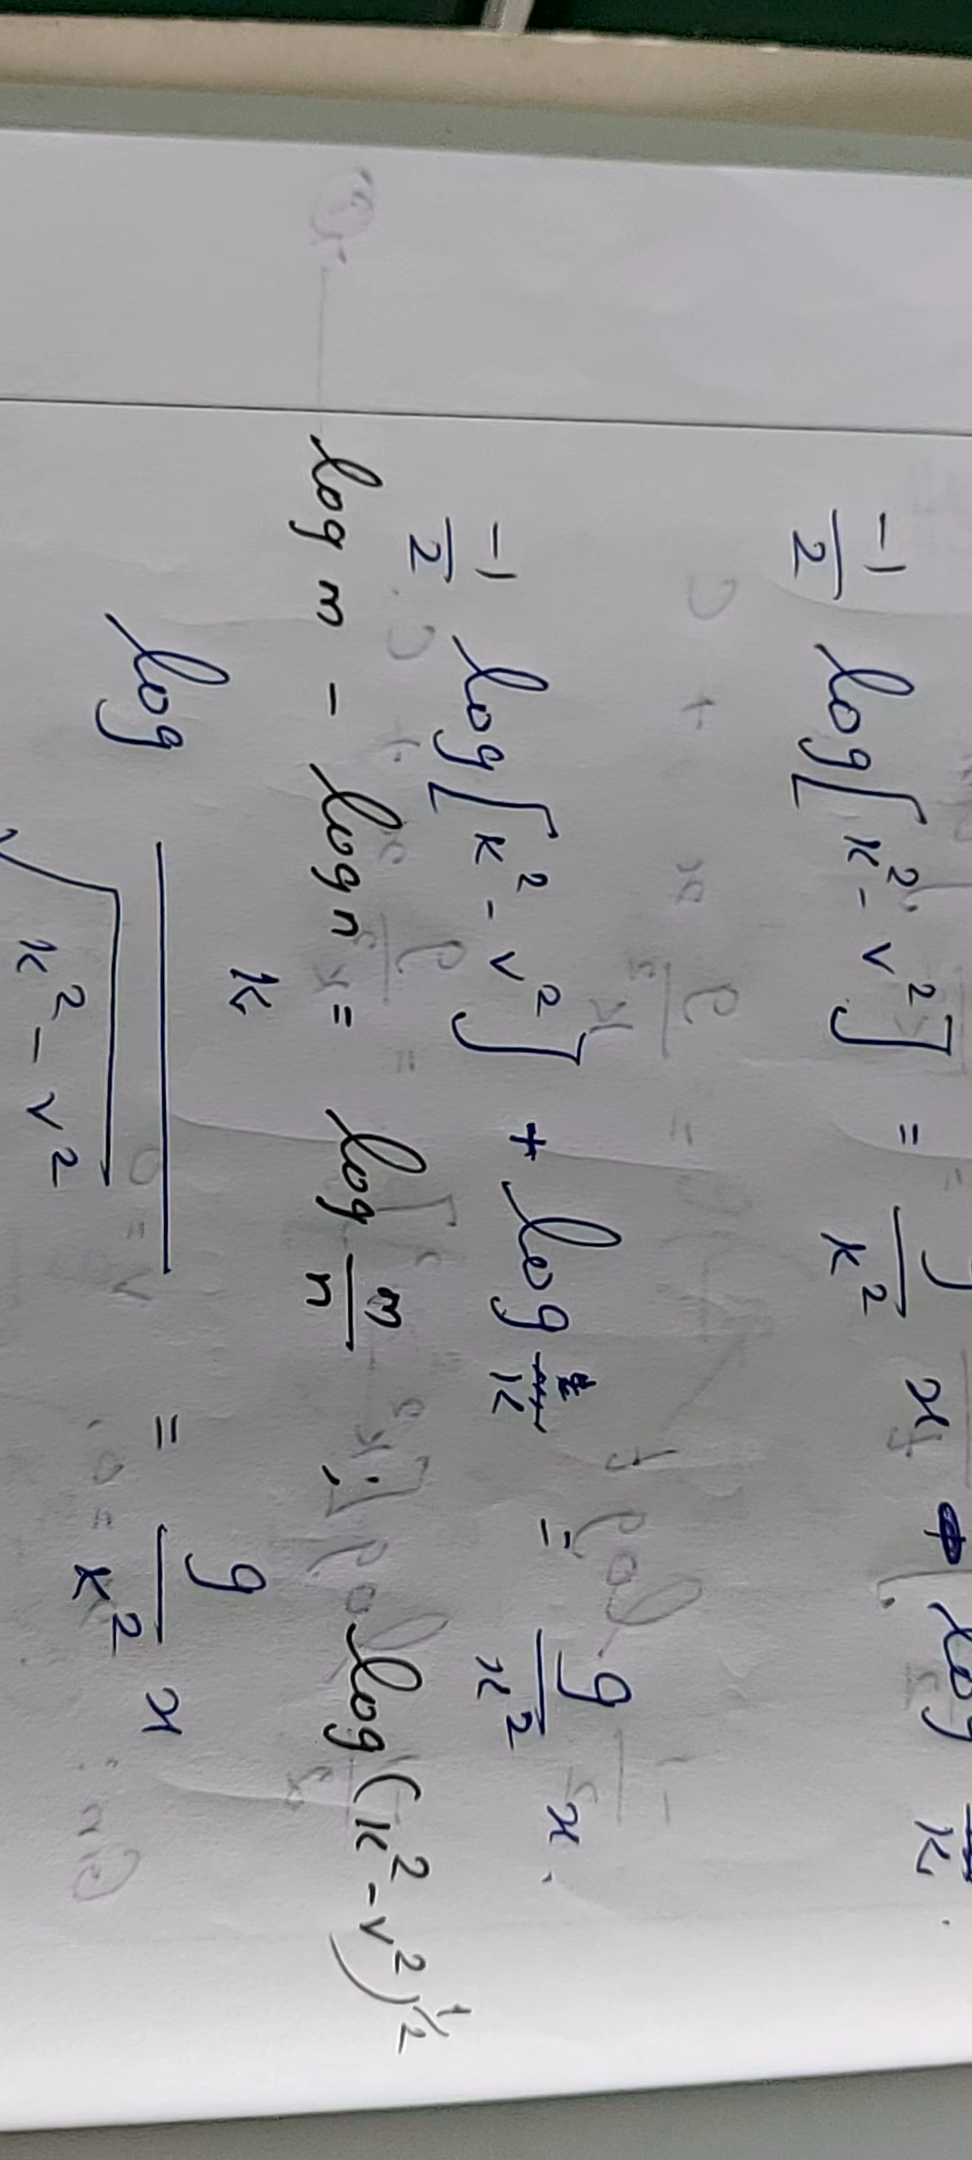 -1/2 log[k² - v²] = g/k² x - log k.
-1/2 log[k² - v²] + log k = g/k² x.
log m - log n = log m/n ; log(k² - v²)^1/2
log k/√(k² - v²) = g/k² x